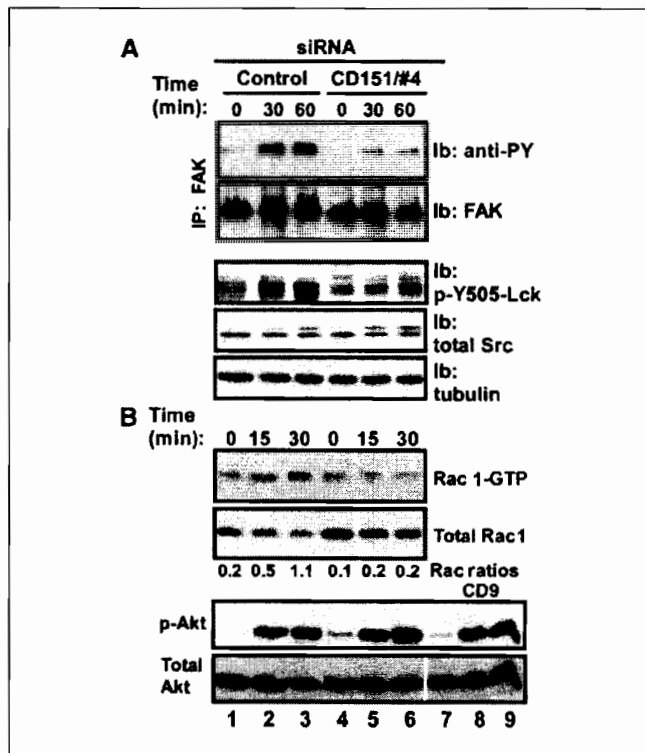 A
siRNA
Control CD151/#4
Time (min): 0 30 60 0 30 60
IP: FAK
Ib: anti-PY
Ib: FAK
Ib: p-Y505-Lck
Ib: total Src
Ib: tubulin
B
Time (min): 0 15 30 0 15 30
Rac 1-GTP
Total Rac1
0.2 0.5 1.1 0.1 0.2 0.2 Rac ratios
CD9
p-Akt
Total Akt
1 2 3 4 5 6 7 8 9